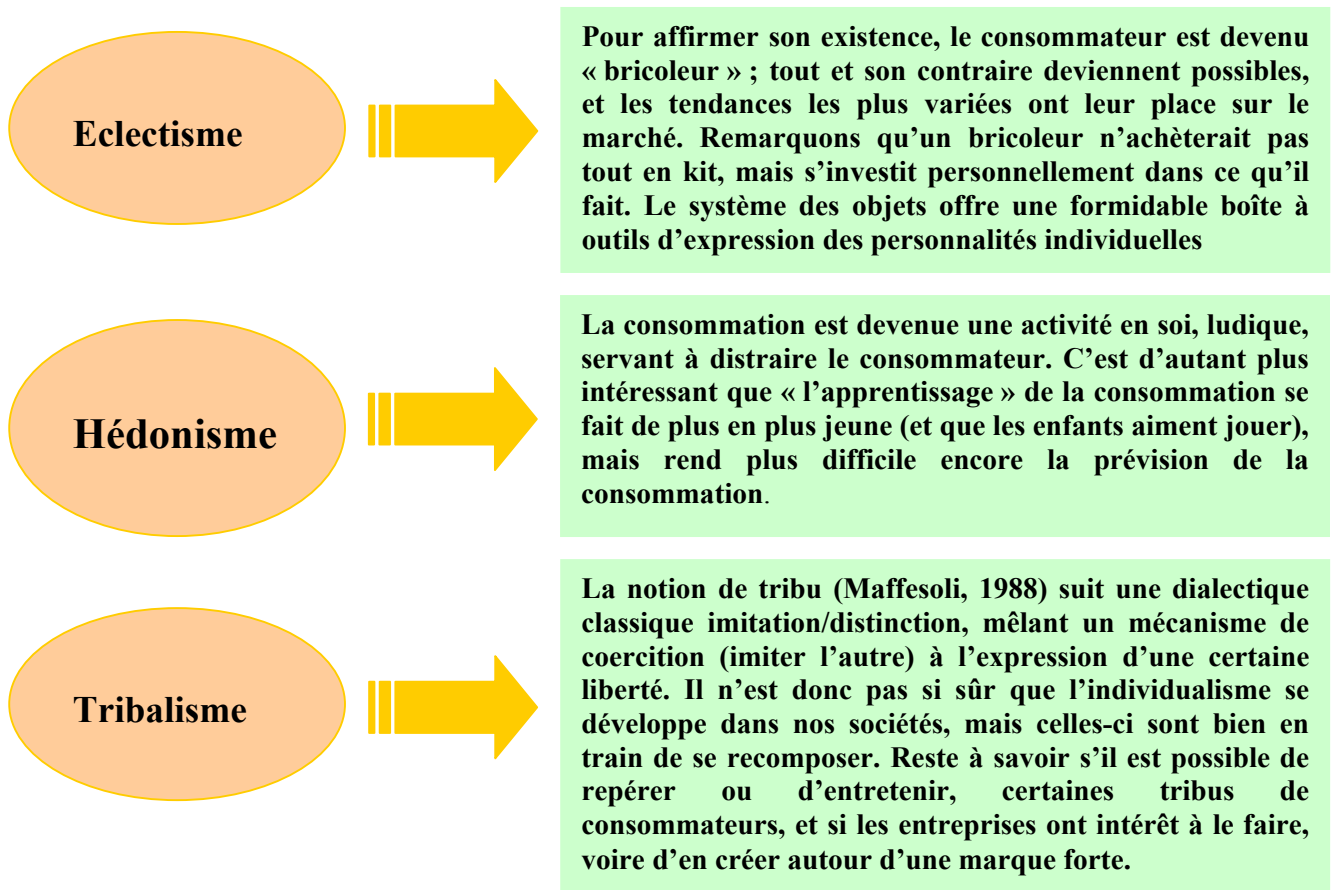 Eclectisme
Pour affirmer son existence, le consommateur est devenu
« bricoleur » ; tout et son contraire deviennent possibles,
et les tendances les plus variées ont leur place sur le
marché. Remarquons qu’un bricoleur n’achèterait pas
tout en kit, mais s’investit personnellement dans ce qu’il
fait. Le système des objets offre une formidable boîte à
outils d’expression des personnalités individuelles
Hédonisme
La consommation est devenue une activité en soi, ludique,
servant à distraire le consommateur. C’est d’autant plus
intéressant que « l’apprentissage » de la consommation se
fait de plus en plus jeune (et que les enfants aiment jouer),
mais rend plus difficile encore la prévision de la
consommation.
Tribalisme
La notion de tribu (Maffesoli, 1988) suit une dialectique
classique imitation/distinction, mêlant un mécanisme de
coercition (imiter l’autre) à l’expression d’une certaine
liberté. Il n’est donc pas si sûr que l’individualisme se
développe dans nos sociétés, mais celles-ci sont bien en
train de se recomposer. Reste à savoir s’il est possible de
repérer ou d’entretenir, certaines tribus de
consommateurs, et si les entreprises ont intérêt à le faire,
voire d’en créer autour d’une marque forte.